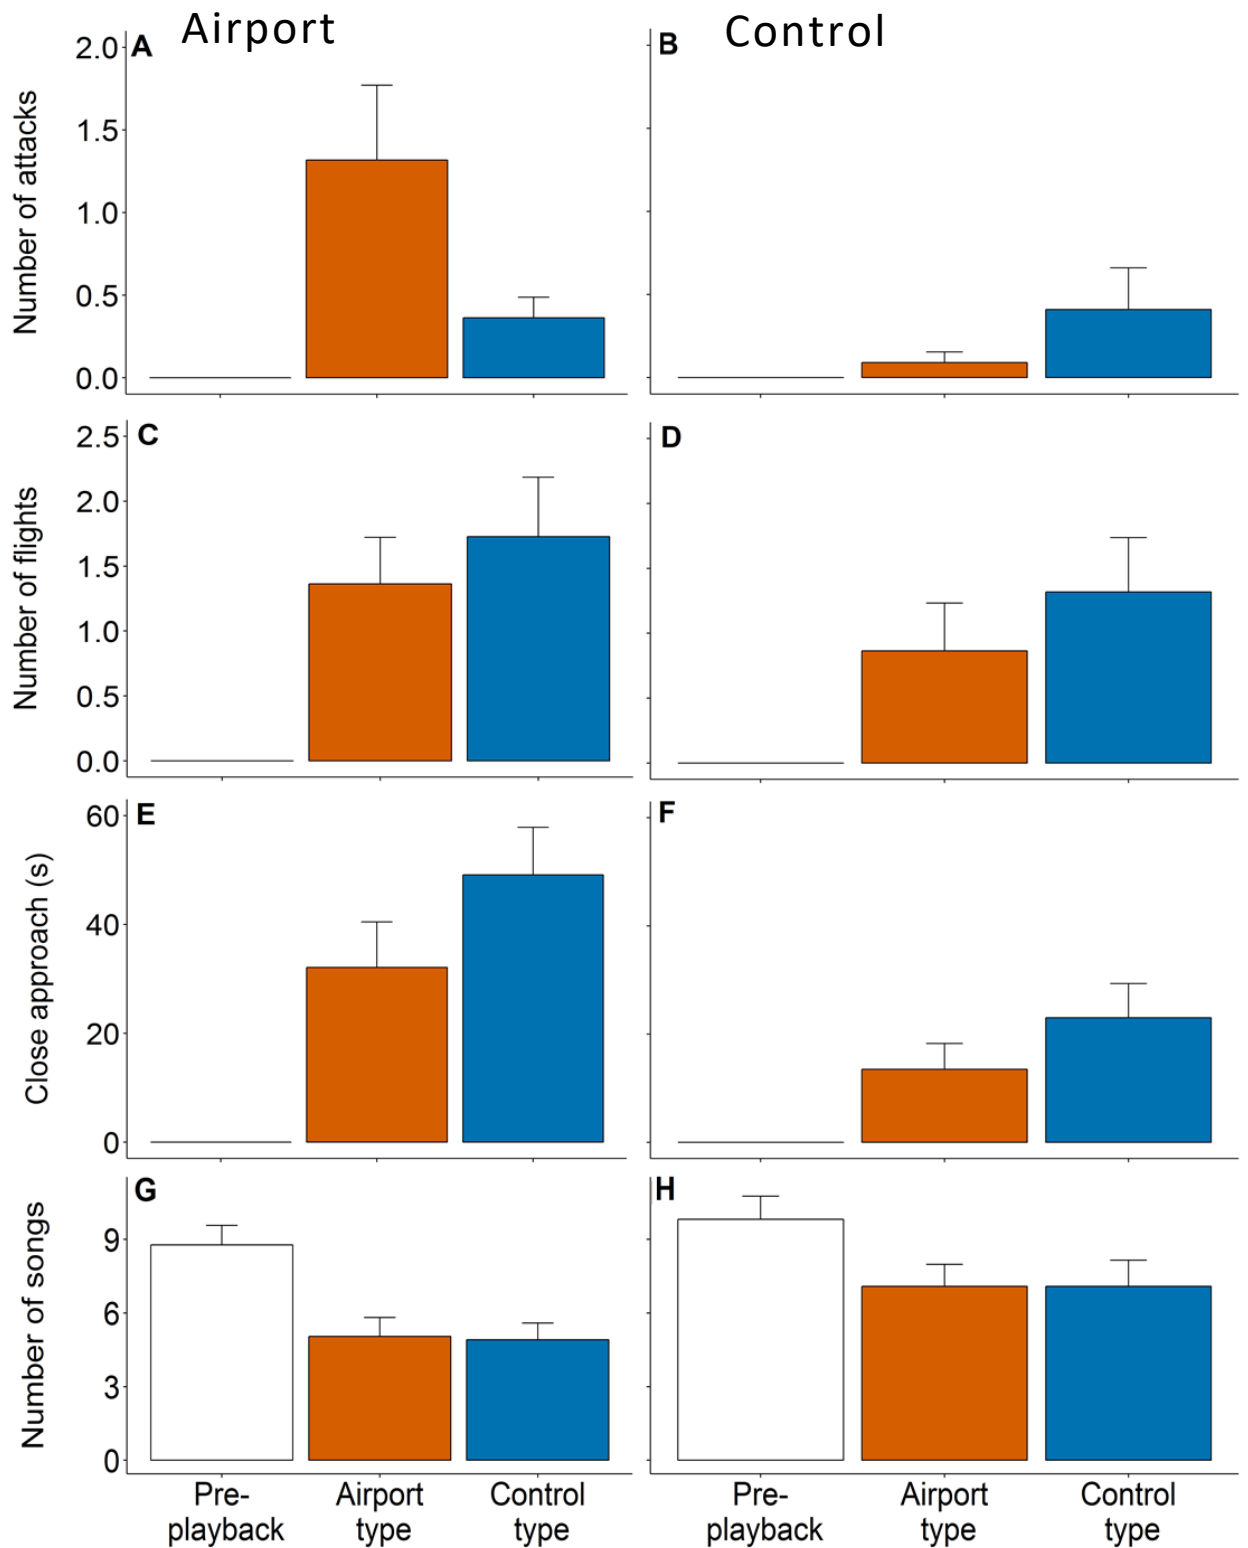 Airport
Control
A
B
2.0
1.5
1.0
0.5
0.0
Number of attacks
C
D
2.5
2.0
1.5
1.0
0.5
0.0
Number of flights
E
F
60
40
20
0
Close approach (s)
G
H
9
6
3
0
Number of songs
Pre-
playback
Airport
type
Control
type
Pre-
playback
Airport
type
Control
type